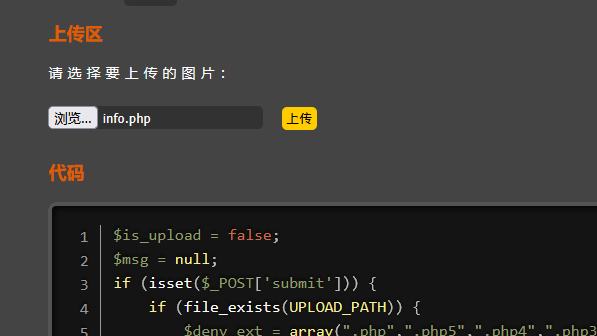 上传区
请选择要上传的图片：
浏览... info.php 上传
代码
1 $is_upload = false;
2 $msg = null;
3 if (isset($_POST['submit'])) {
4 if (file_exists(UPLOAD_PATH)) {
5 $deny_ext = array(".php",".php5",".php4",".php3